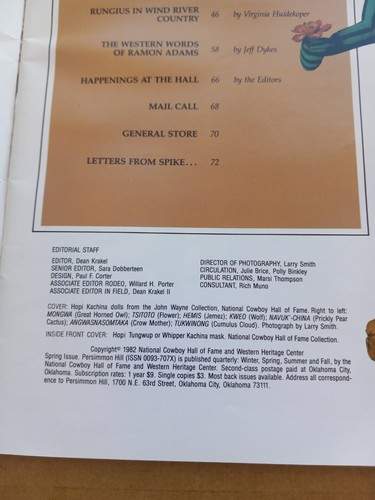 RUNGIUS IN WIND RIVER
COUNTRY 46 by Virginia Huidekoper
THE WESTERN WORDS
OF RAMON ADAMS 58 by Jeff Dykes
HAPPENINGS AT THE HALL 66 by the Editors
MAIL CALL 68
GENERAL STORE 70
LETTERS FROM SPIKE... 72
EDITORIAL STAFF
EDITOR, Dean Krakel
SENIOR EDITOR, Sara Dobberteen
DESIGN, Paul F. Corter
ASSOCIATE EDITOR RODEO, Willard H. Porter
ASSOCIATE EDITOR IN FIELD, Dean Krakel II
DIRECTOR OF PHOTOGRAPHY, Larry Smith
CIRCULATION, Julie Brice, Polly Binkley
PUBLIC RELATIONS, Marsi Thompson
CONSULTANT, Rich Muno
COVER: Hopi Kachina dolls from the John Wayne Collection, National Cowboy Hall of Fame. Right to left:
MONGWA (Great Horned Owl); TSITOTO (Flower); HEMIS (Jemez); KWEO (Wolf); NAVUK'-CHINA (Prickly Pear
Cactus); ANGWASNASOMTAKA (Crow Mother); TUKWINONG (Cumulus Cloud). Photograph by Larry Smith.
INSIDE FRONT COVER: Hopi Tungwup or Whipper Kachina mask. National Cowboy Hall of Fame Collection.
Copyright© 1982 National Cowboy Hall of Fame and Western Heritage Center
Spring Issue. Persimmon Hill (ISSN 0093-707X) is published quarterly: Winter, Spring, Summer and Fall, by the
National Cowboy Hall of Fame and Western Heritage Center. Second-class postage paid at Oklahoma City,
Oklahoma. Subscription rates: 1 year $9. Single copies $3. Most back issues available. Address all correspond-
ence to Persimmon Hill, 1700 N.E. 63rd Street, Oklahoma City, Oklahoma 73111.